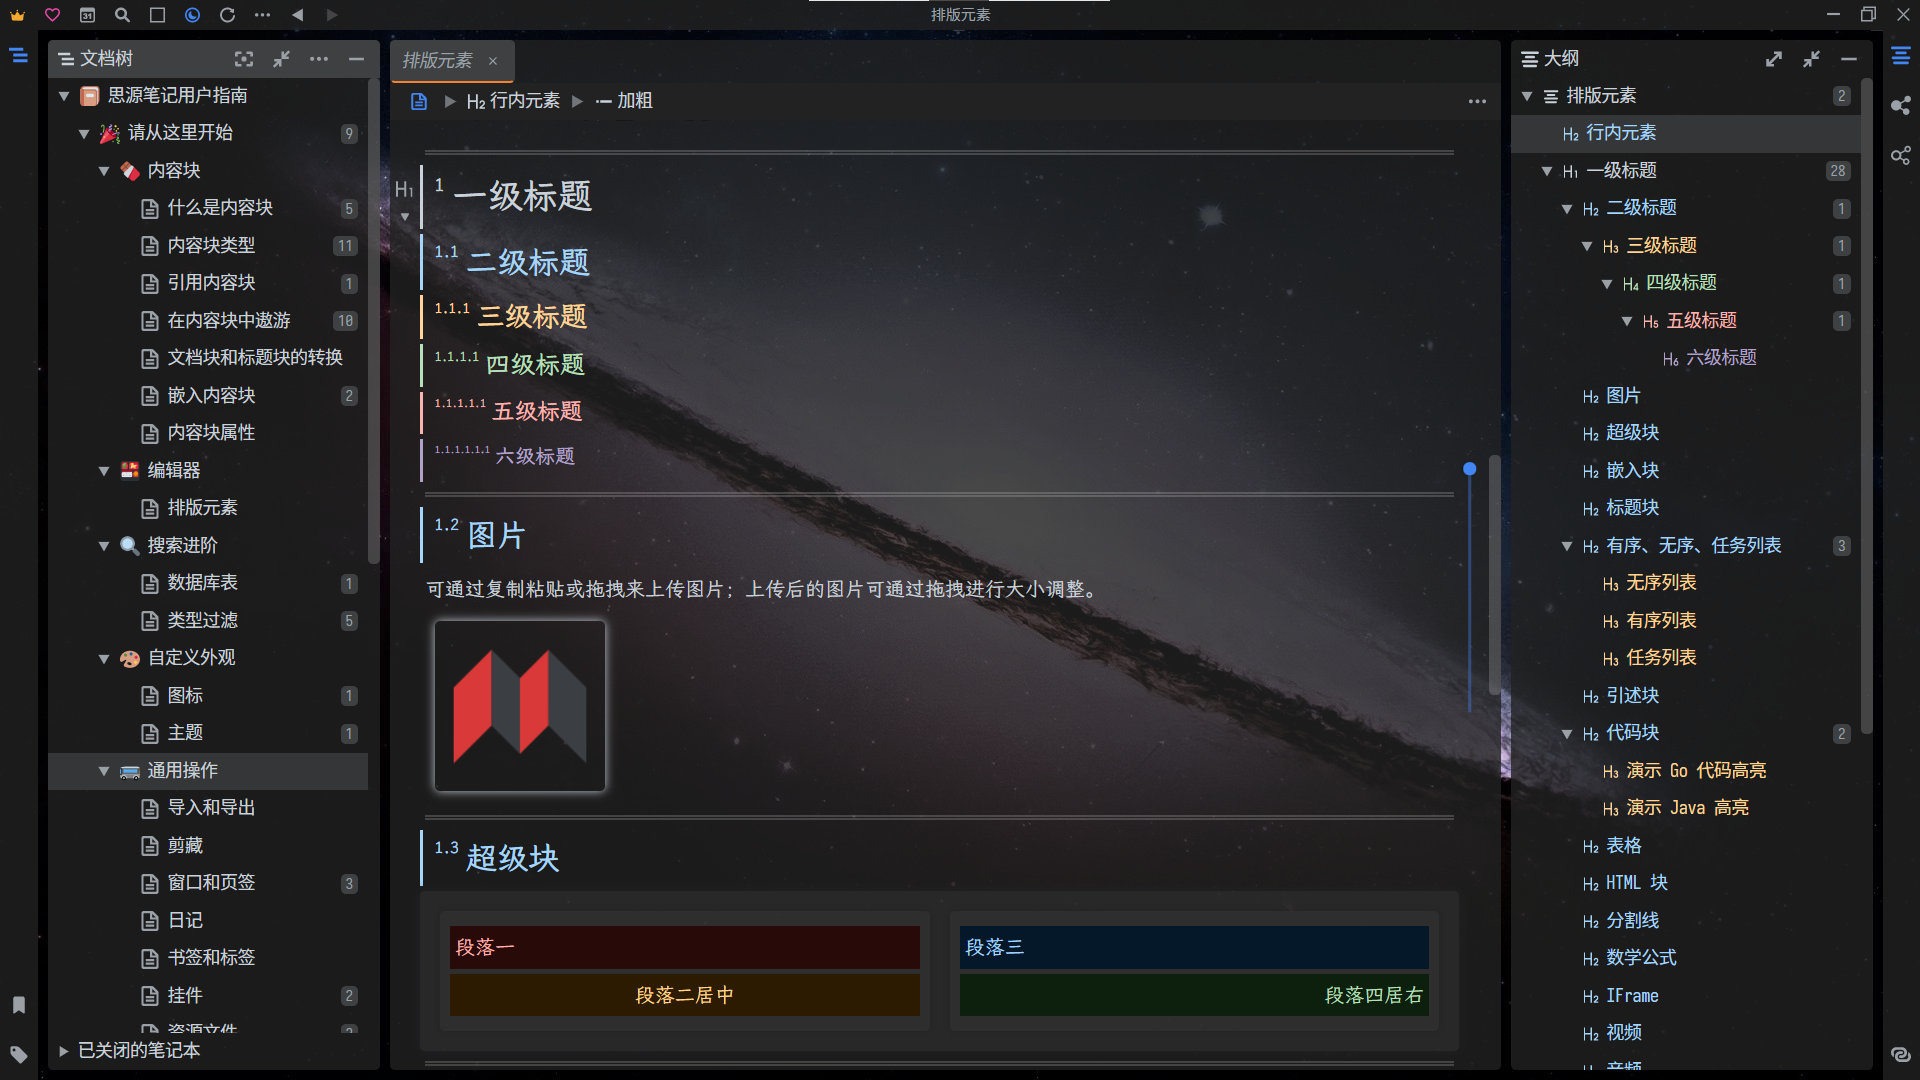 31
排版元素
文档树
思源笔记用户指南
请从这里开始 9
内容块
什么是内容块 5
内容块类型 11
引用内容块 1
在内容块中遨游 10
文档块和标题块的转换
嵌入内容块 2
内容块属性
编辑器
排版元素
搜索进阶
数据库表 1
类型过滤 5
自定义外观
图标 1
主题 1
通用操作
导入和导出
剪藏
窗口和页签 3
日记
书签和标签
挂件 2
资源文件
已关闭的笔记本
排版元素
H2 行内元素 加粗
H1
1 一级标题
1.1 二级标题
1.1.1 三级标题
1.1.1.1 四级标题
1.1.1.1.1 五级标题
1.1.1.1.1.1 六级标题
1.2 图片
可通过复制粘贴或拖拽来上传图片；上传后的图片可通过拖拽进行大小调整。
1.3 超级块
段落一
段落二居中
段落三
段落四居右
大纲
排版元素 2
H2 行内元素
H1 一级标题 28
H2 二级标题 1
H3 三级标题 1
H4 四级标题 1
H5 五级标题 1
H6 六级标题
H2 图片
H2 超级块
H2 嵌入块
H2 标题块
H2 有序、无序、任务列表 3
H3 无序列表
H3 有序列表
H3 任务列表
H2 引述块
H2 代码块 2
H3 演示 Go 代码高亮
H3 演示 Java 高亮
H2 表格
H2 HTML 块
H2 分割线
H2 数学公式
H2 IFrame
H2 视频
H2 音频